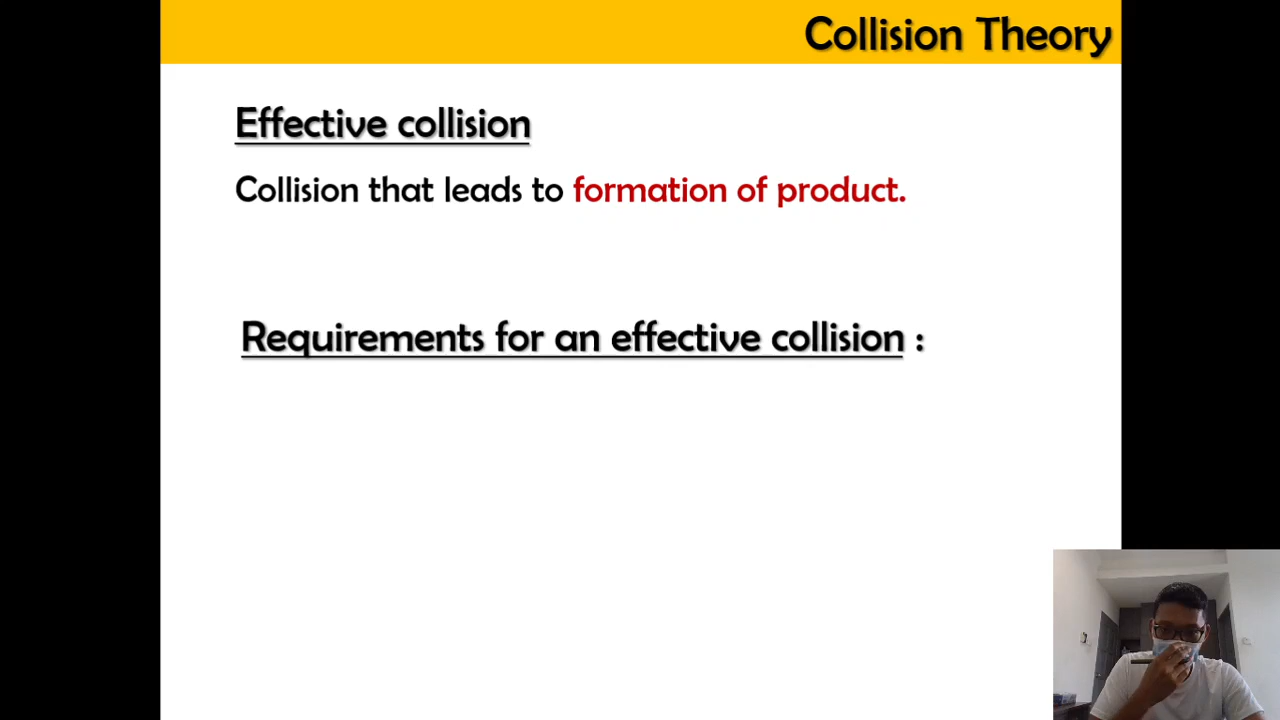 Collision Theory
Effective collision
Collision that leads to formation of product.
Requirements for an effective collision :